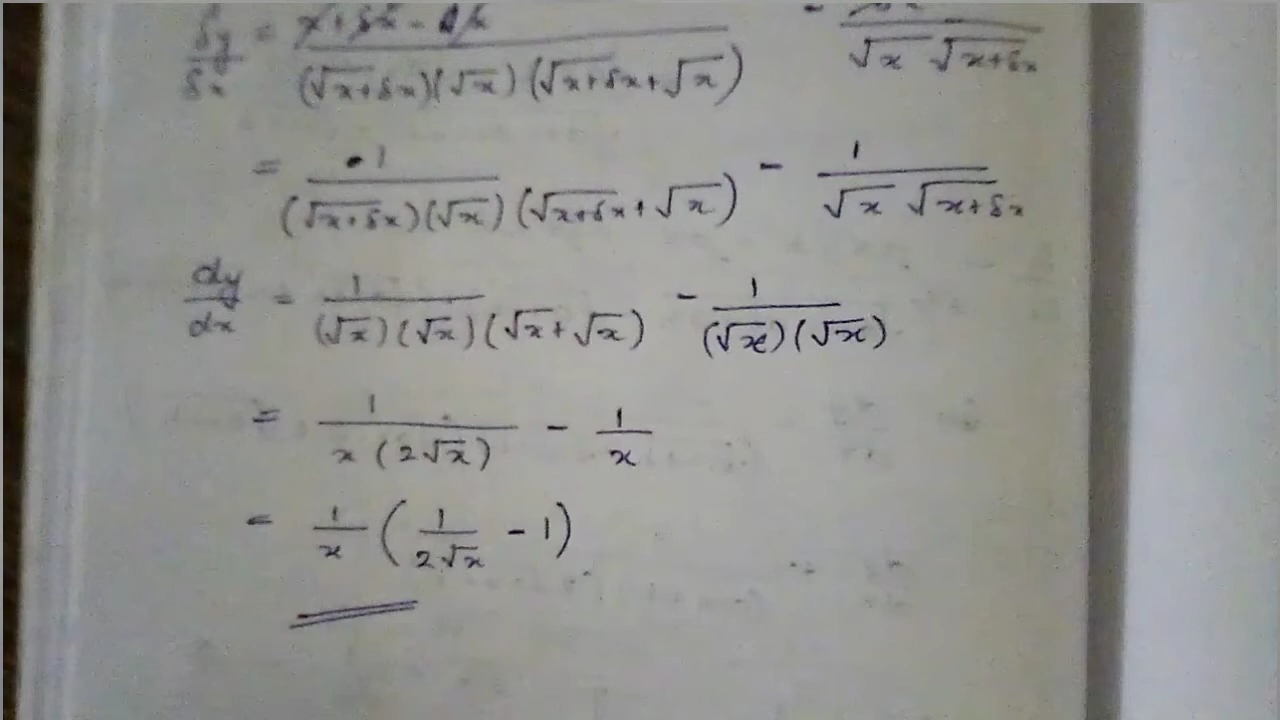 δy/δx = x+δx - x / (√x+δx)(√x)(√x+δx+√x) - δx / √x √x+δx
= 1 / (√x+δx)(√x)(√x+δx+√x) - 1 / √x √x+δx
dy/dx = 1 / (√x)(√x)(√x+√x) - 1 / (√x)(√x)
= 1 / x(2√x) - 1/x
= 1/x (1/2√x - 1)